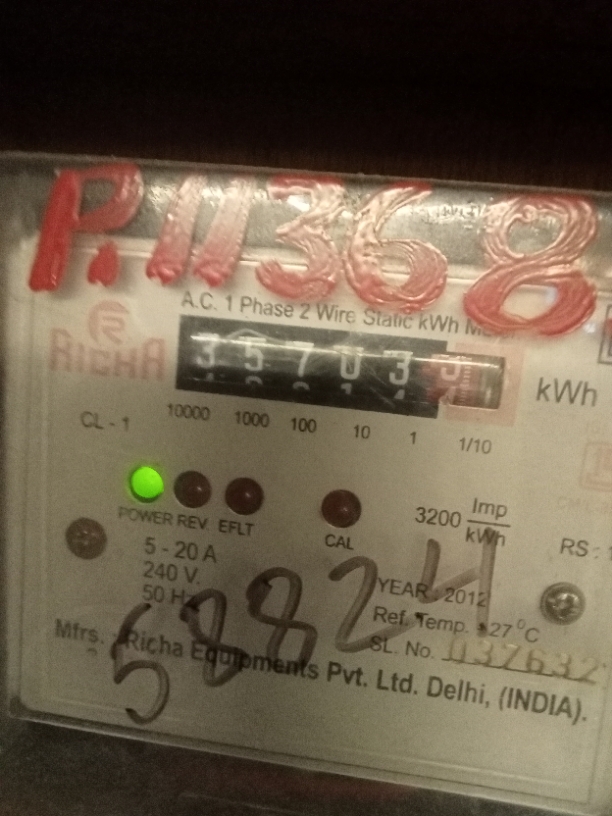 P.11368
A.C. 1 Phase 2 Wire Static kWh
RICHA
35703
kWh
CL - 1
10000 1000 100 10 1 1/10
POWER REV EFLT
CAL
3200 Imp/kWh
5 - 20 A
240 V.
50 Hz
RS :
YEAR : 2012
Ref. Temp. +27°C
SL. No. 037632
58824
Mfrs. : Richa Equipments Pvt. Ltd. Delhi, (INDIA).